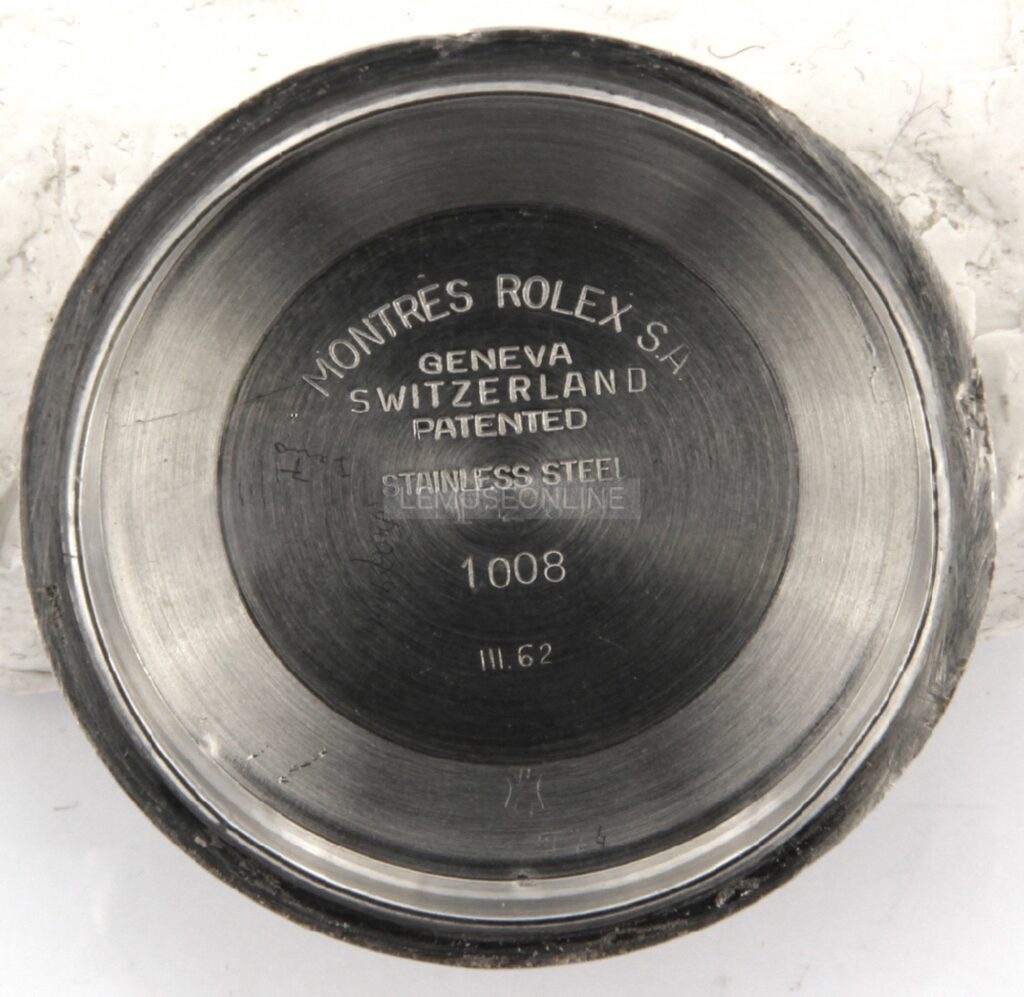 MONTRES ROLEX S.A
GENEVA
SWITZERLAND
PATENTED
STAINLESS STEEL
LEMUSEONLINE
1008
III.62